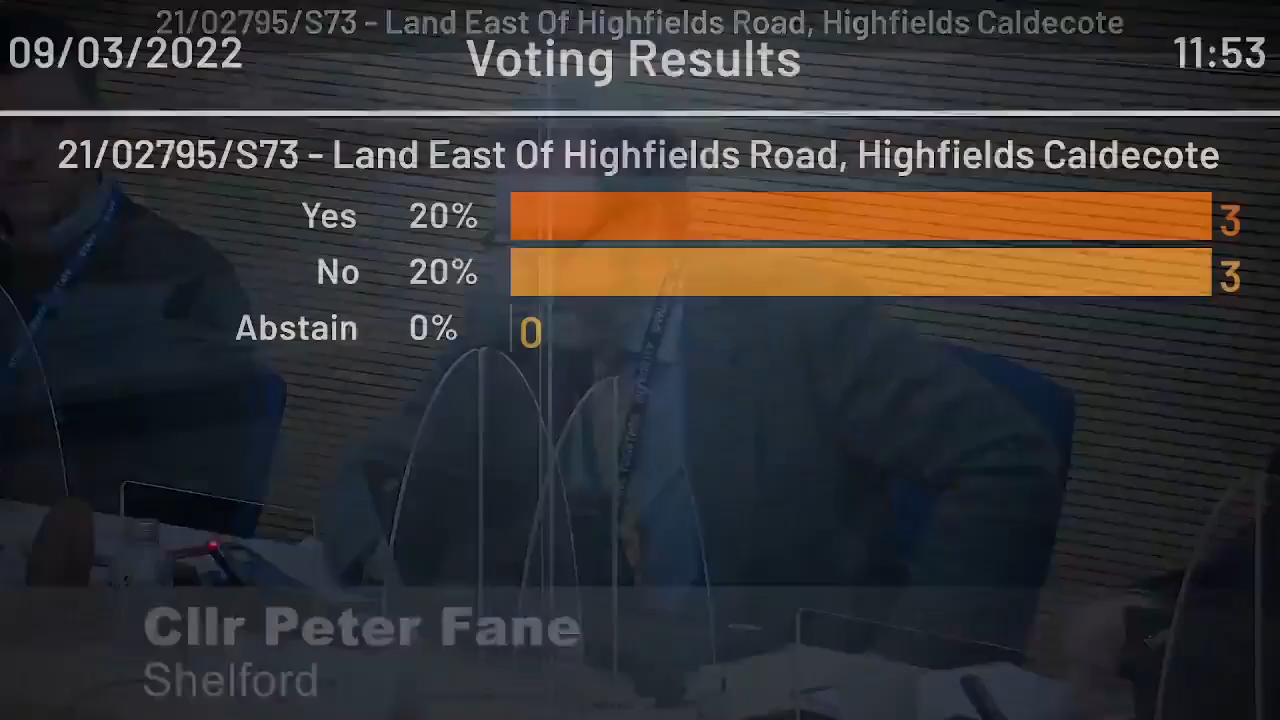 21/02795/S73 - Land East Of Highfields Road, Highfields Caldecote
09/03/2022
Voting Results
11:53
21/02795/S73 - Land East Of Highfields Road, Highfields Caldecote
Yes 20% 3
No 20% 3
Abstain 0% 0
Cllr Peter Fane
Shelford